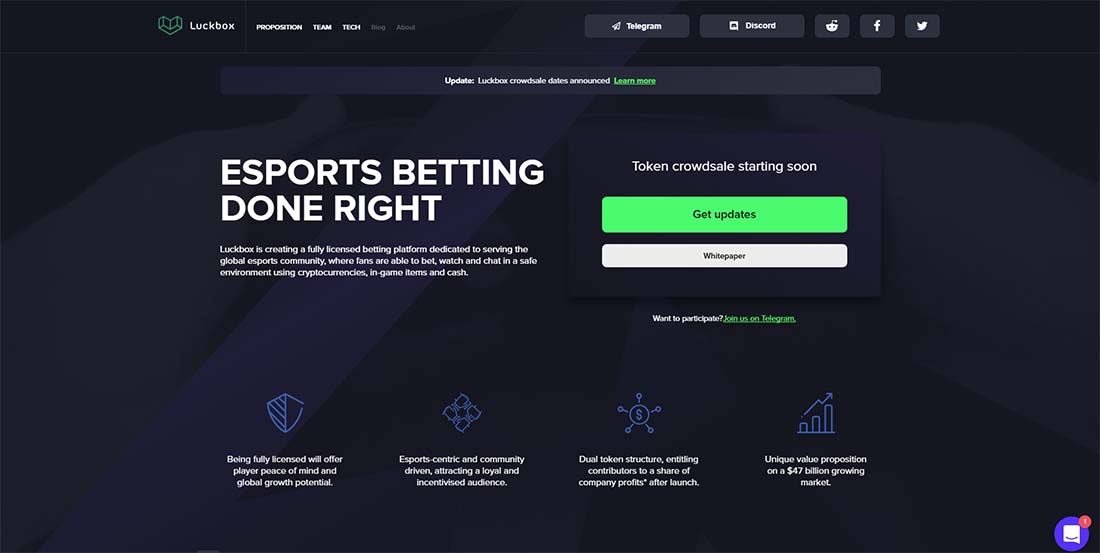 Luckbox
PROPOSITION TEAM TECH Blog About
Telegram Discord
Update: Luckbox crowdsale dates announced Learn more
ESPORTS BETTING
DONE RIGHT
Luckbox is creating a fully licensed betting platform dedicated to serving the
global esports community, where fans are able to bet, watch and chat in a safe
environment using cryptocurrencies, in-game items and cash.
Token crowdsale starting soon
Get updates
Whitepaper
Want to participate?Join us on Telegram.
Being fully licensed will offer
player peace of mind and
global growth potential.
Esports-centric and community
driven, attracting a loyal and
incentivised audience.
Dual token structure, entitling
contributors to a share of
company profits* after launch.
Unique value proposition
on a $47 billion growing
market.
1